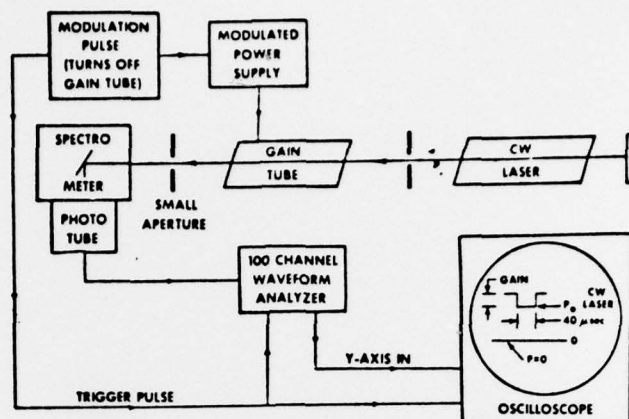 MODULATION
PULSE
(TURNS OFF
GAIN TUBE)
MODULATED
POWER
SUPPLY
SPECTRO
METER
PHOTO
TUBE
SMALL
APERTURE
GAIN
TUBE
CW
LASER
100 CHANNEL
WAVEFORM
ANALYZER
GAIN
CW
LASER
P₀
40 μsec
0
P=0
Y-AXIS IN
TRIGGER PULSE
OSCILLOSCOPE